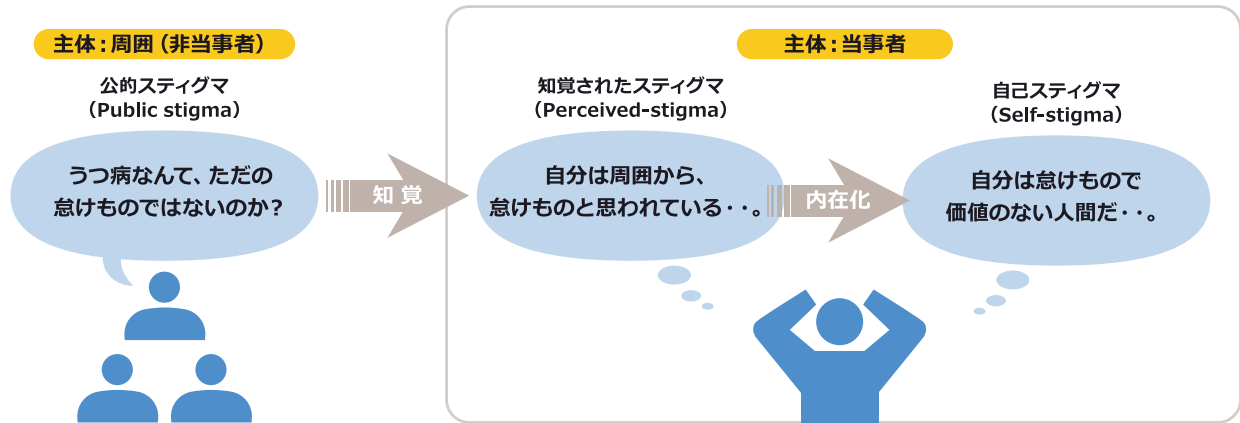 主体：周囲（非当事者）
公的スティグマ
（Public stigma）
うつ病なんて、ただの
怠けものではないのか？
知 覚
主体：当事者
知覚されたスティグマ
（Perceived-stigma）
自分は周囲から、
怠けものと思われている・・。
内在化
自己スティグマ
（Self-stigma）
自分は怠けもので
価値のない人間だ・・。